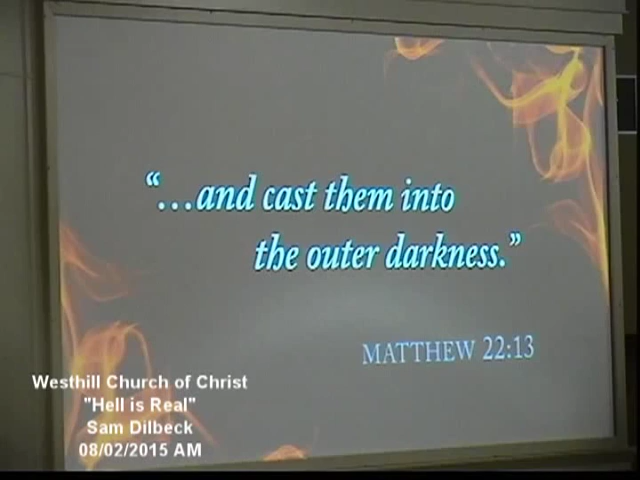 “…and cast them into
the outer darkness.”
MATTHEW 22:13
Westhill Church of Christ
"Hell is Real"
Sam Dilbeck
08/02/2015 AM